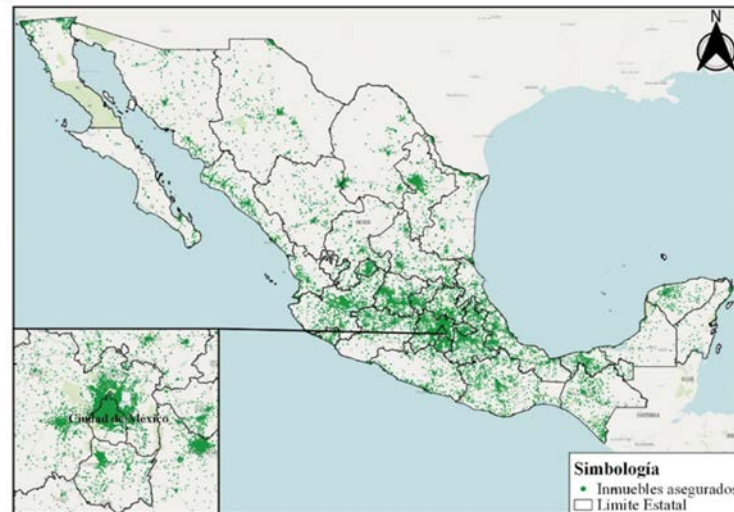 N
Ciudad de México
Simbología
Inmuebles asegurados
Límite Estatal